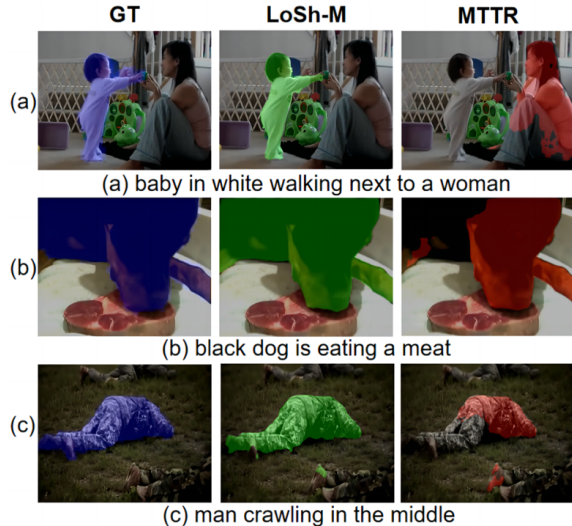 GT LoSh-M MTTR
(a)
(a) baby in white walking next to a woman
(b)
(b) black dog is eating a meat
(c)
(c) man crawling in the middle